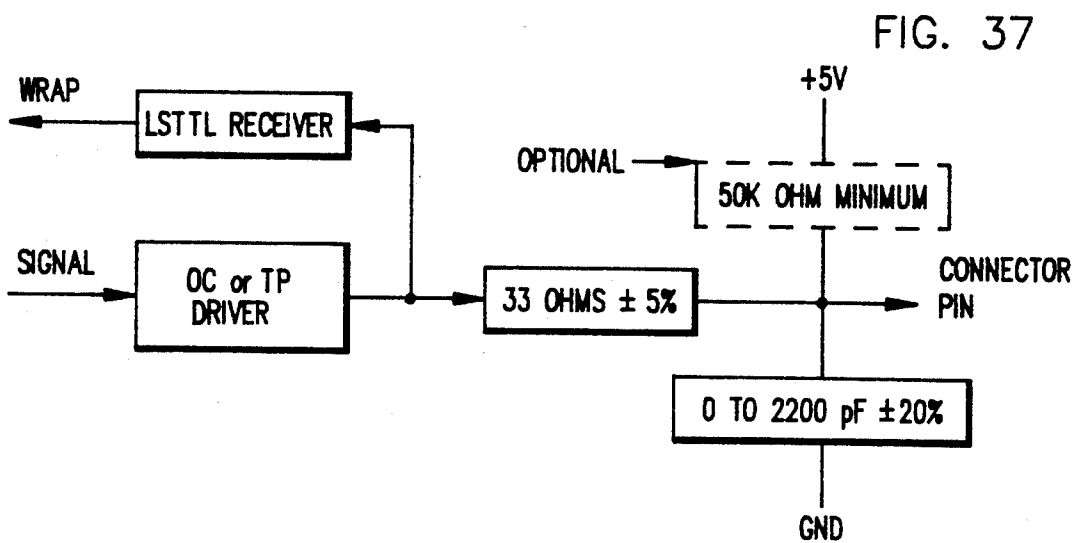 FIG. 37
+5V
WRAP
LSTTL RECEIVER
OPTIONAL
50K OHM MINIMUM
SIGNAL
OC or TP
DRIVER
33 OHMS ± 5%
CONNECTOR
PIN
0 TO 2200 pF ±20%
GND